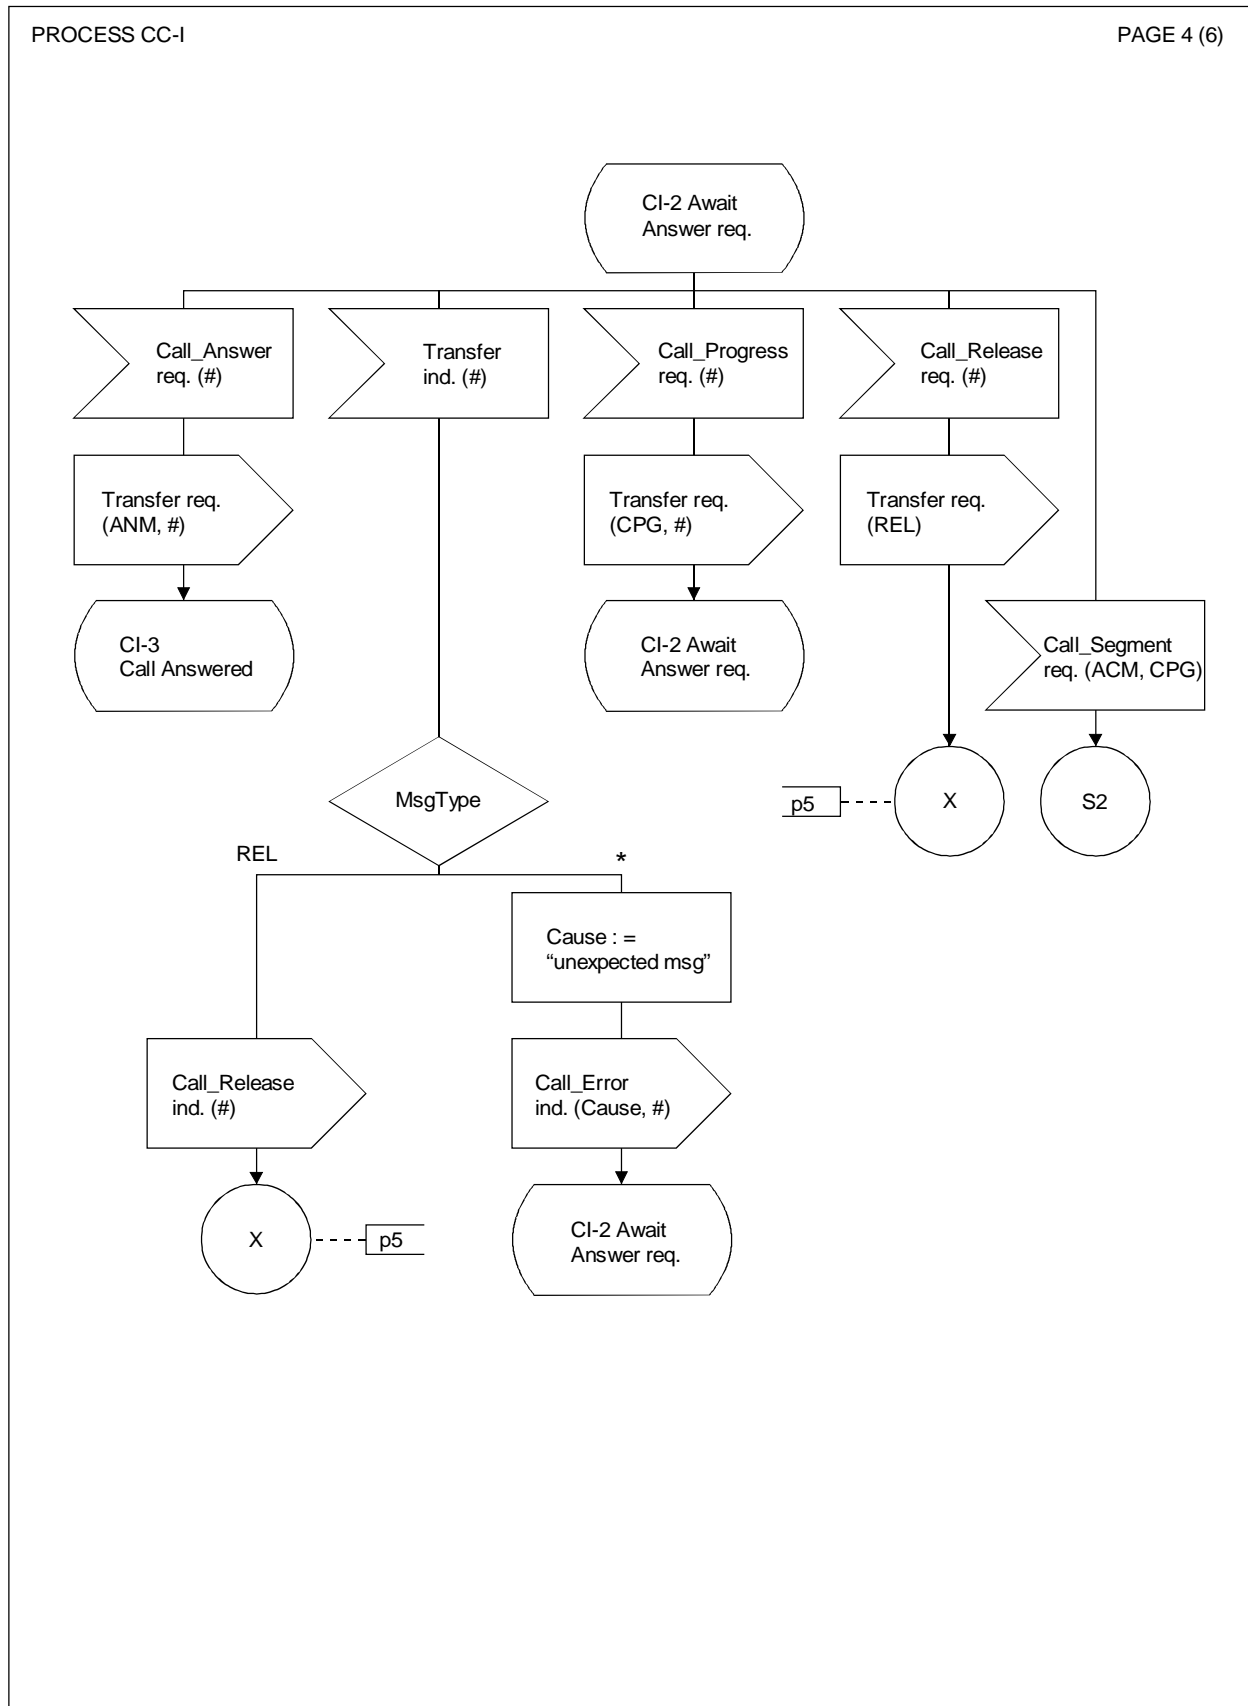 PROCESS CC-I
PAGE 4 (6)
CI-2 Await
Answer req.
Call_Answer
req. (#)
Transfer
ind. (#)
Call_Progress
req. (#)
Call_Release
req. (#)
Transfer req.
(ANM, #)
Transfer req.
(CPG, #)
Transfer req.
(REL)
CI-3
Call Answered
CI-2 Await
Answer req.
Call_Segment
req. (ACM, CPG)
MsgType
p5
X
S2
REL
*
Cause : =
“unexpected msg”
Call_Release
ind. (#)
Call_Error
ind. (Cause, #)
X
p5
CI-2 Await
Answer req.